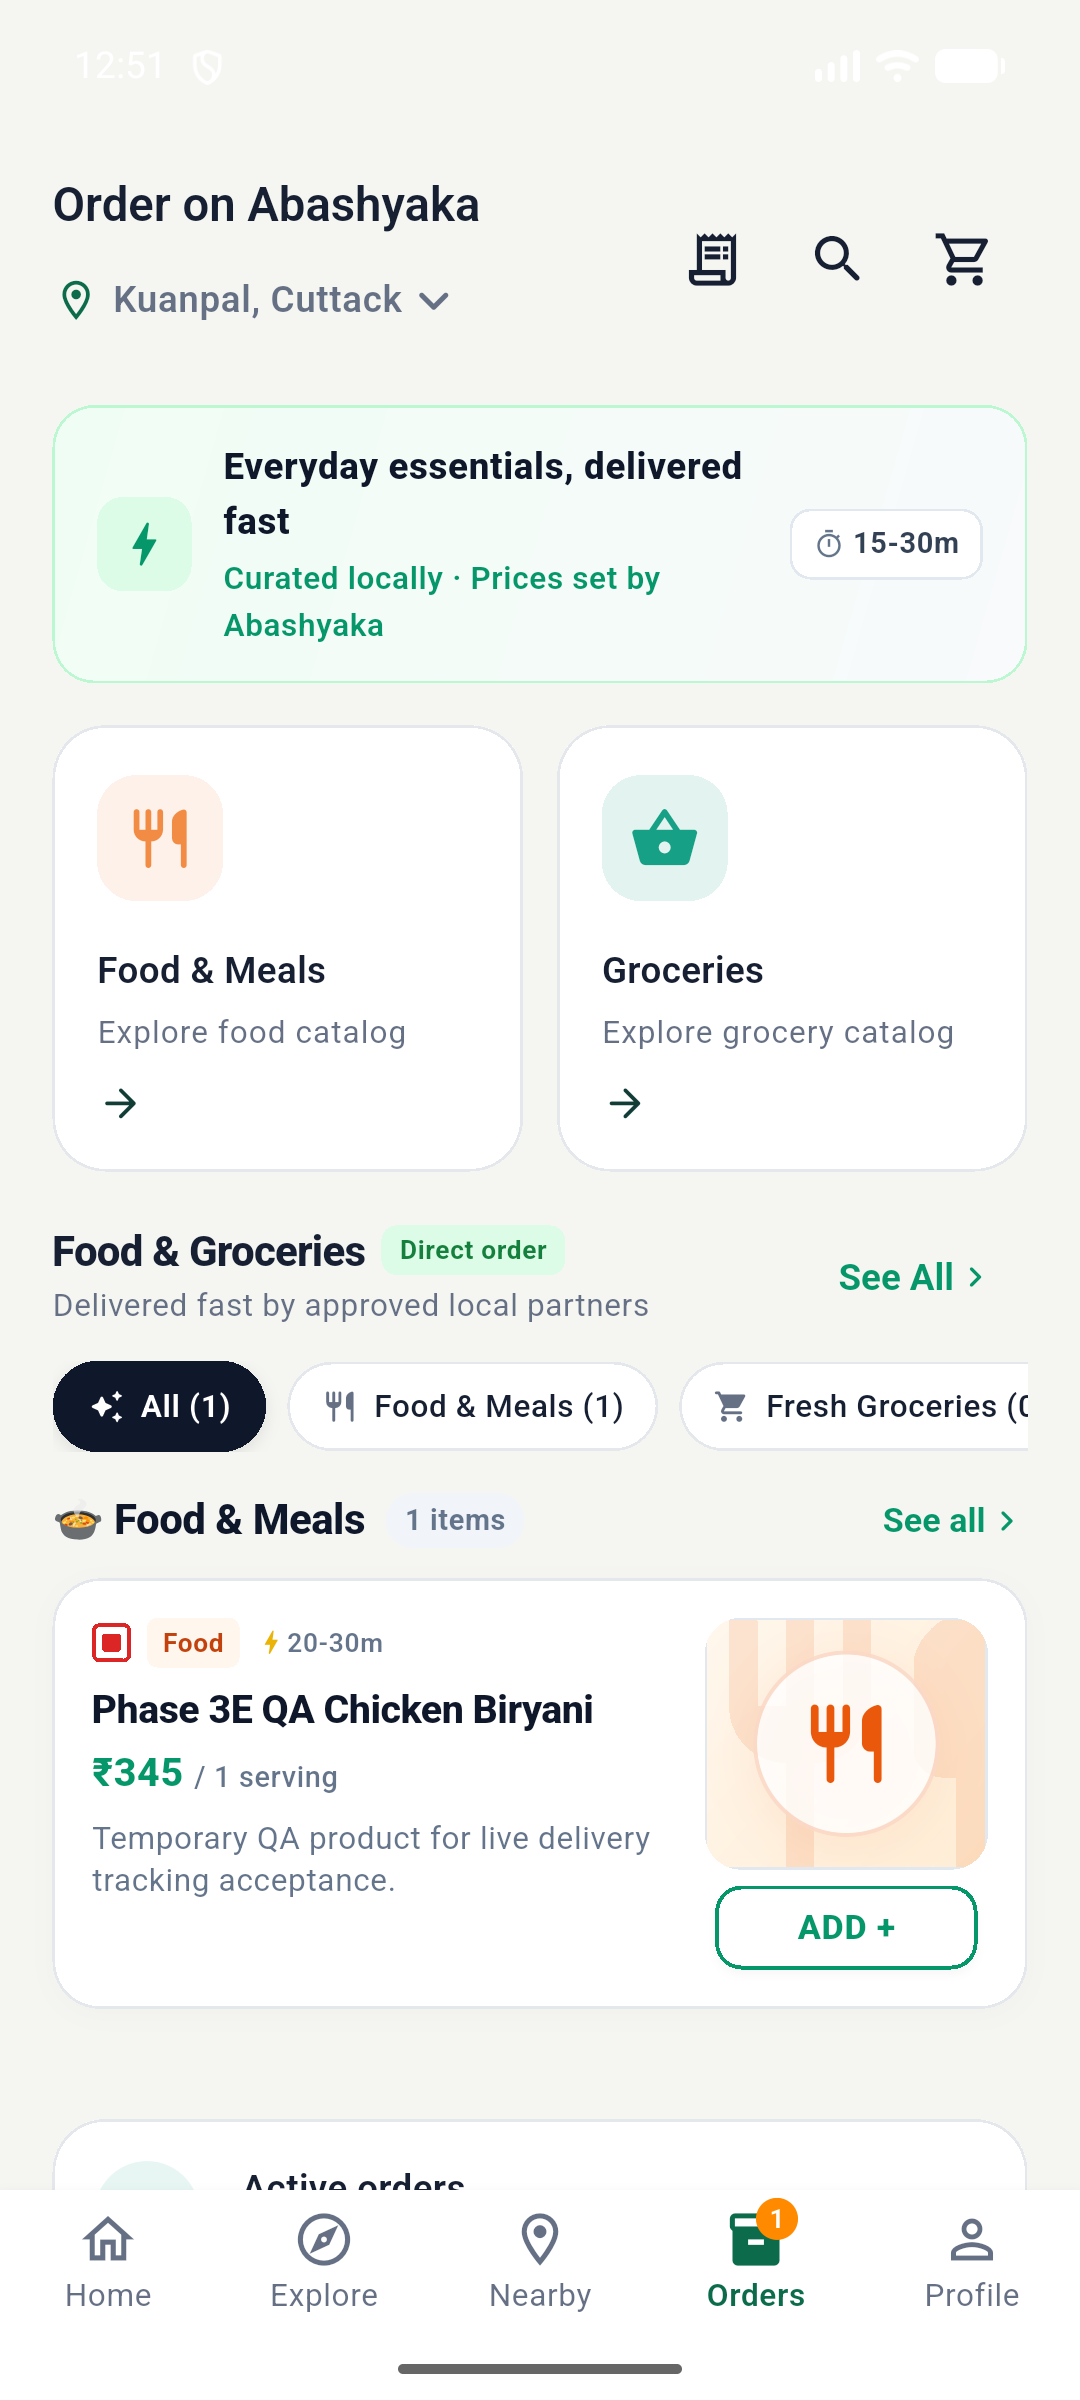 12:51
Order on Abashyaka
Kuanpal, Cuttack
Everyday essentials, delivered
fast
Curated locally · Prices set by
Abashyaka
15-30m
Food & Meals
Explore food catalog
Groceries
Explore grocery catalog
Food & Groceries
Direct order
Delivered fast by approved local partners
See All
All (1)
Food & Meals (1)
Fresh Groceries (0
🍲 Food & Meals
1 items
See all
Food
20-30m
Phase 3E QA Chicken Biryani
₹345 / 1 serving
Temporary QA product for live delivery
tracking acceptance.
ADD +
Active orders
1
Home
Explore
Nearby
Orders
Profile